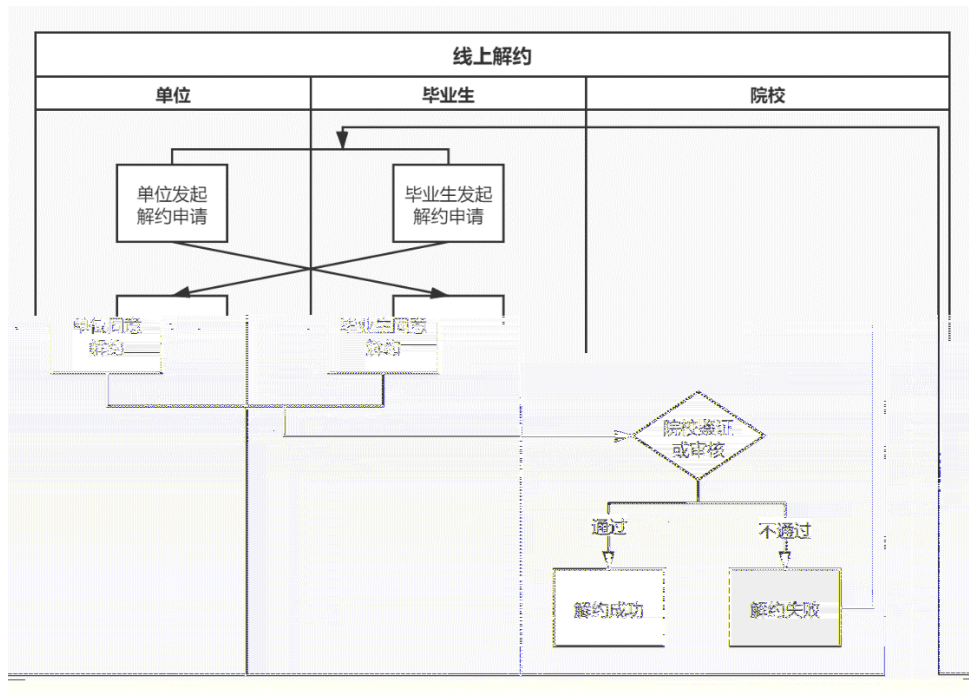 线上解约
单位
毕业生
院校
单位发起
解约申请
毕业生发起
解约申请
单位同意
解约
毕业生同意
解约
院校鉴证
或审核
通过
不通过
解约成功
解约失败